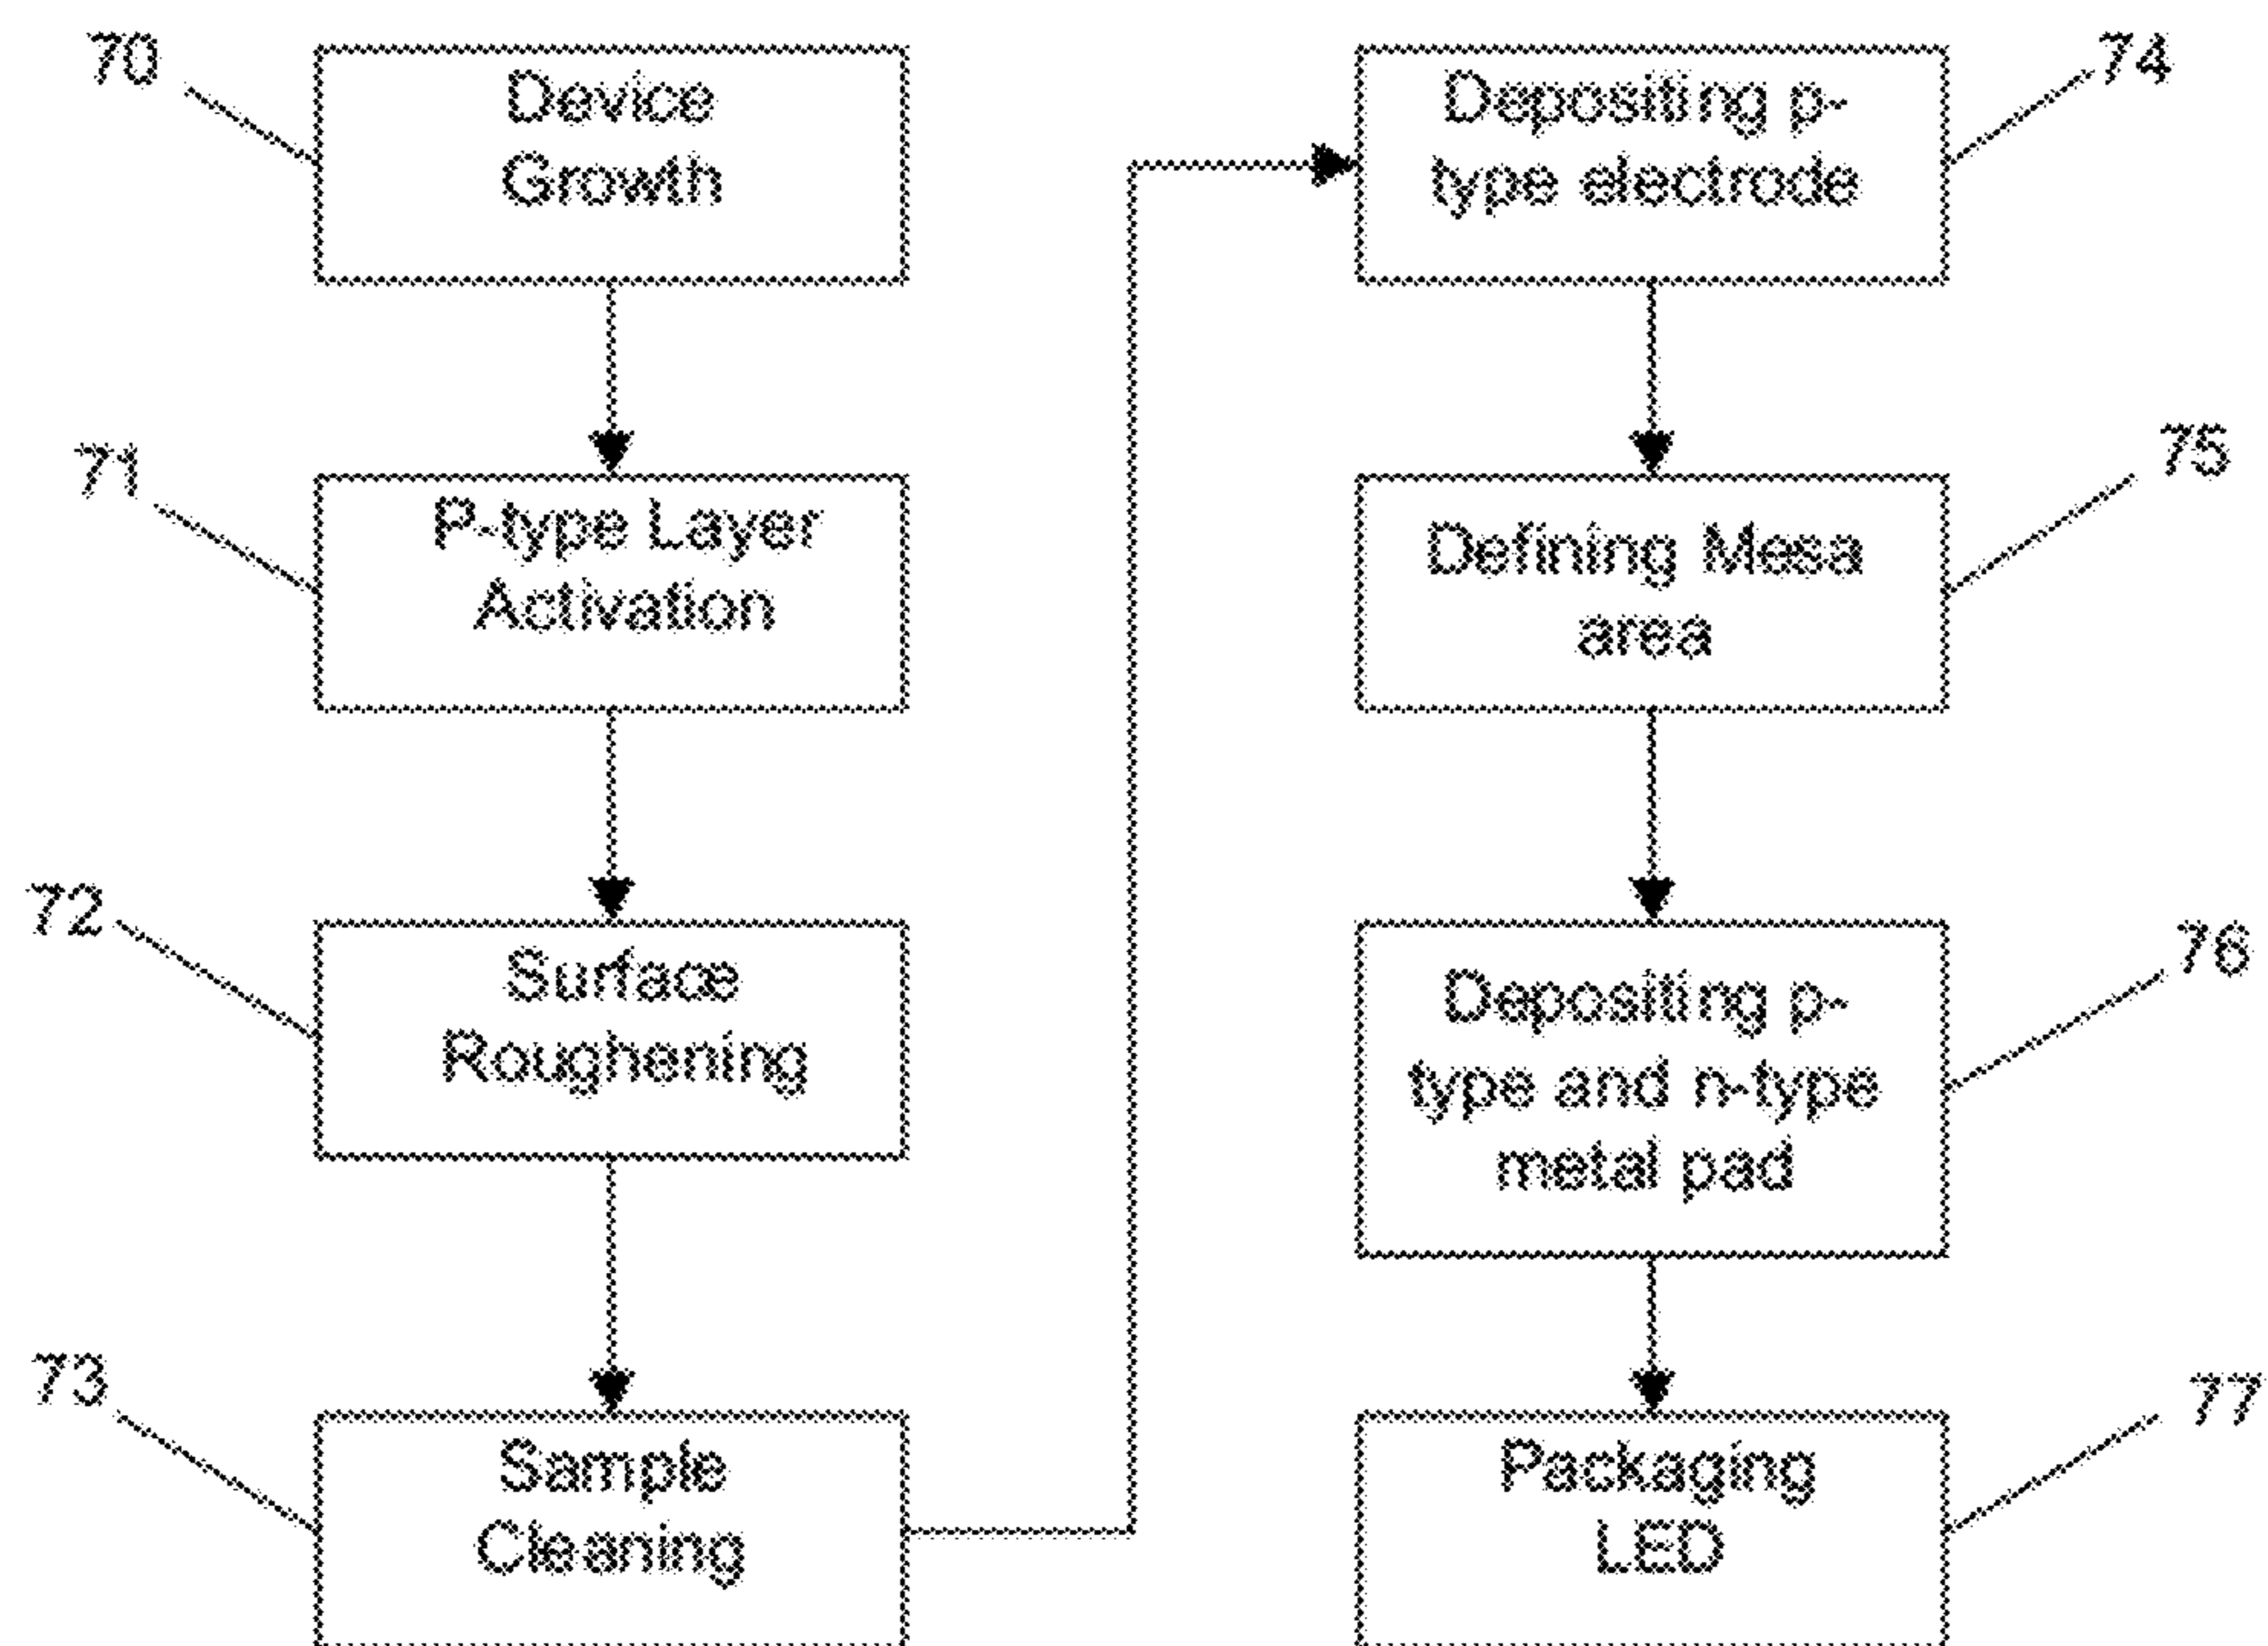 70
Device
Growth
71
P-type Layer
Activation
72
Surface
Roughening
73
Sample
Cleaning
74
Depositing p-
type electrode
75
Defining Mesa
area
76
Depositing p-
type and n-type
metal pad
77
Packaging
LED